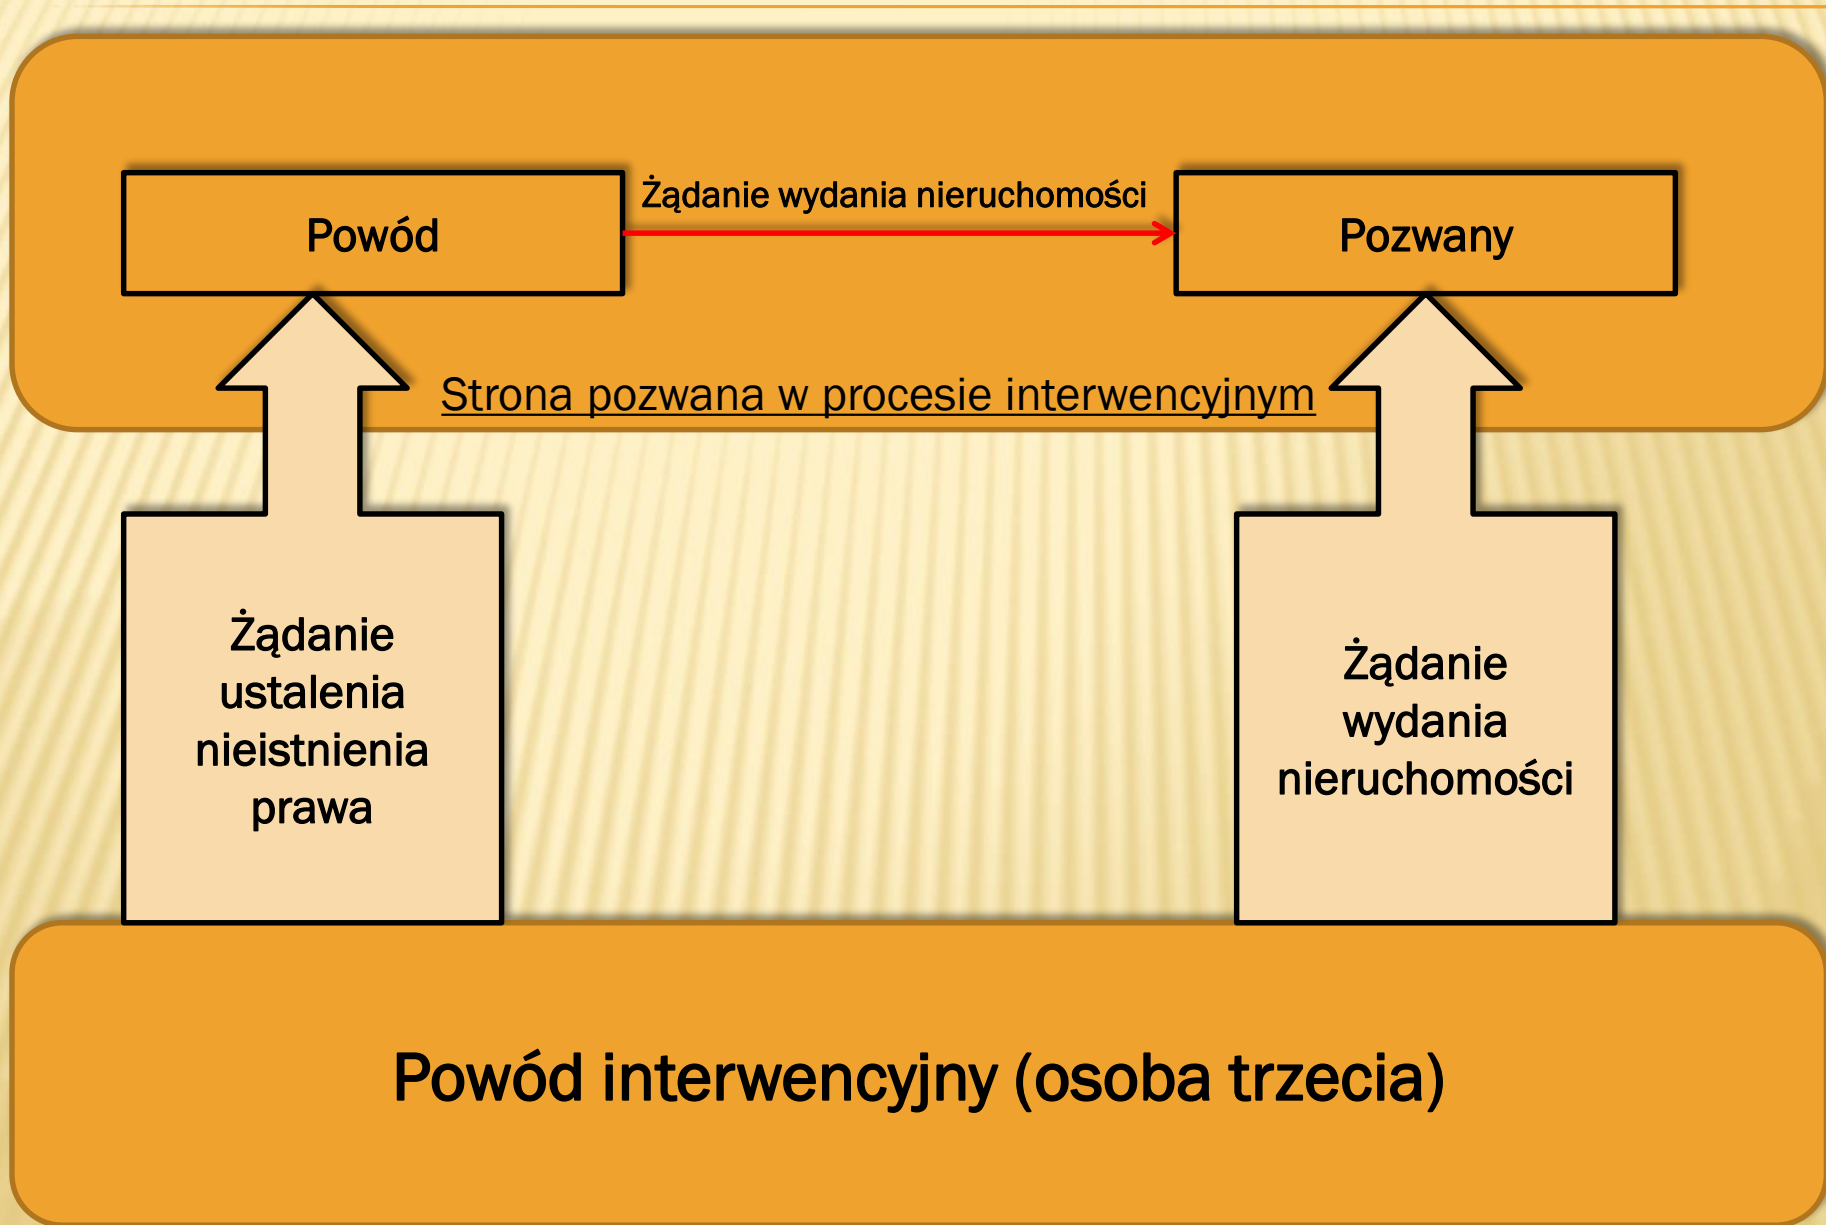 Żądanie wydania nieruchomości
Powód
Pozwany
Strona pozwana w procesie interwencyjnym
Żądanie
ustalenia
nieistnienia
prawa
Żądanie
wydania
nieruchomości
Powód interwencyjny (osoba trzecia)